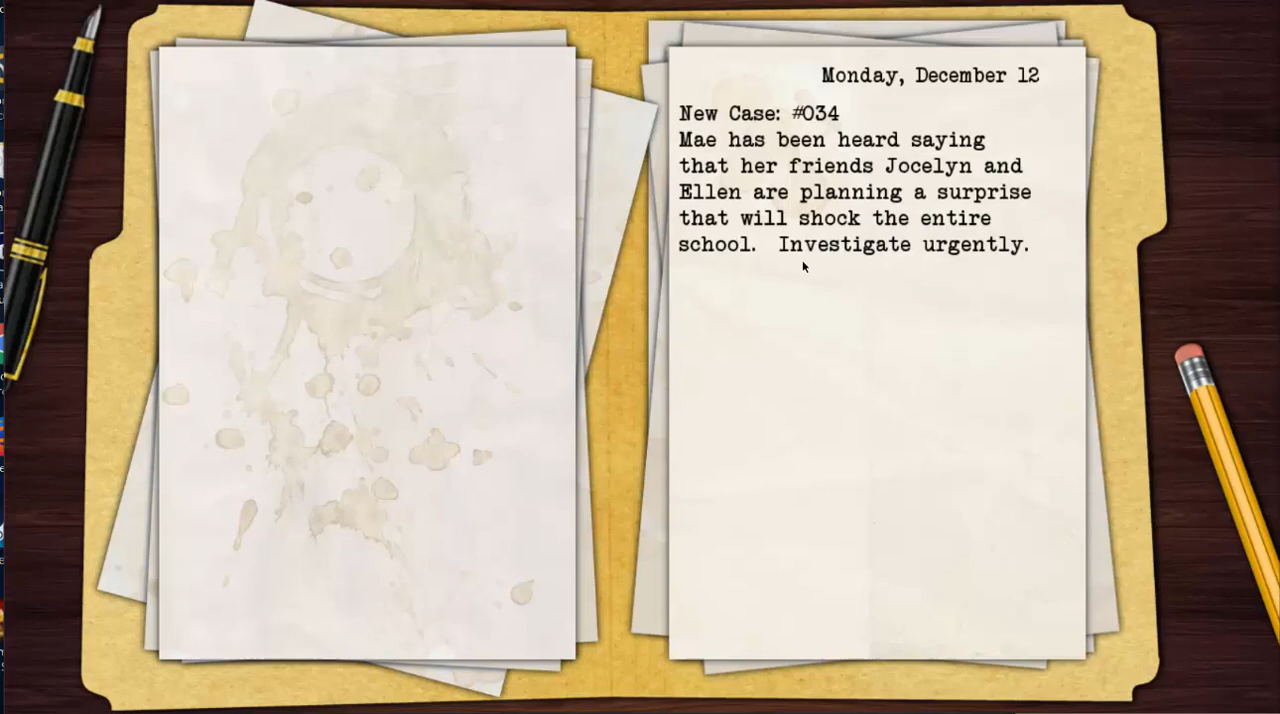 Monday, December 12
New Case: #034
Mae has been heard saying
that her friends Jocelyn and
Ellen are planning a surprise
that will shock the entire
school.  Investigate urgently.